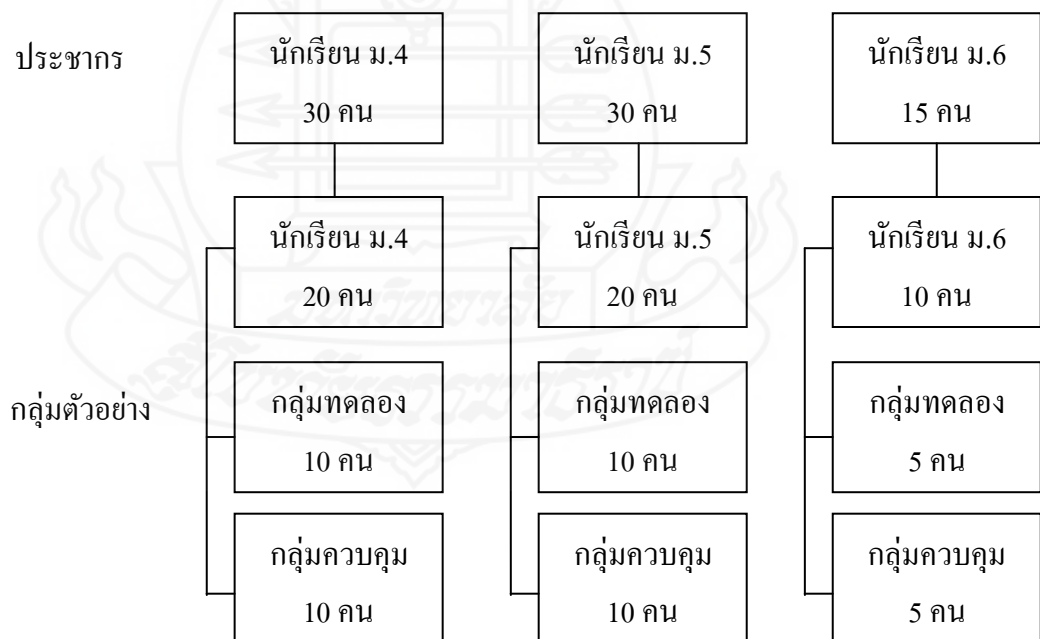 ประชากร
นักเรียน ม.4
30 คน
นักเรียน ม.5
30 คน
นักเรียน ม.6
15 คน
นักเรียน ม.4
20 คน
นักเรียน ม.5
20 คน
นักเรียน ม.6
10 คน
กลุ่มตัวอย่าง
กลุ่มทดลอง
10 คน
กลุ่มทดลอง
10 คน
กลุ่มทดลอง
5 คน
กลุ่มควบคุม
10 คน
กลุ่มควบคุม
10 คน
กลุ่มควบคุม
5 คน